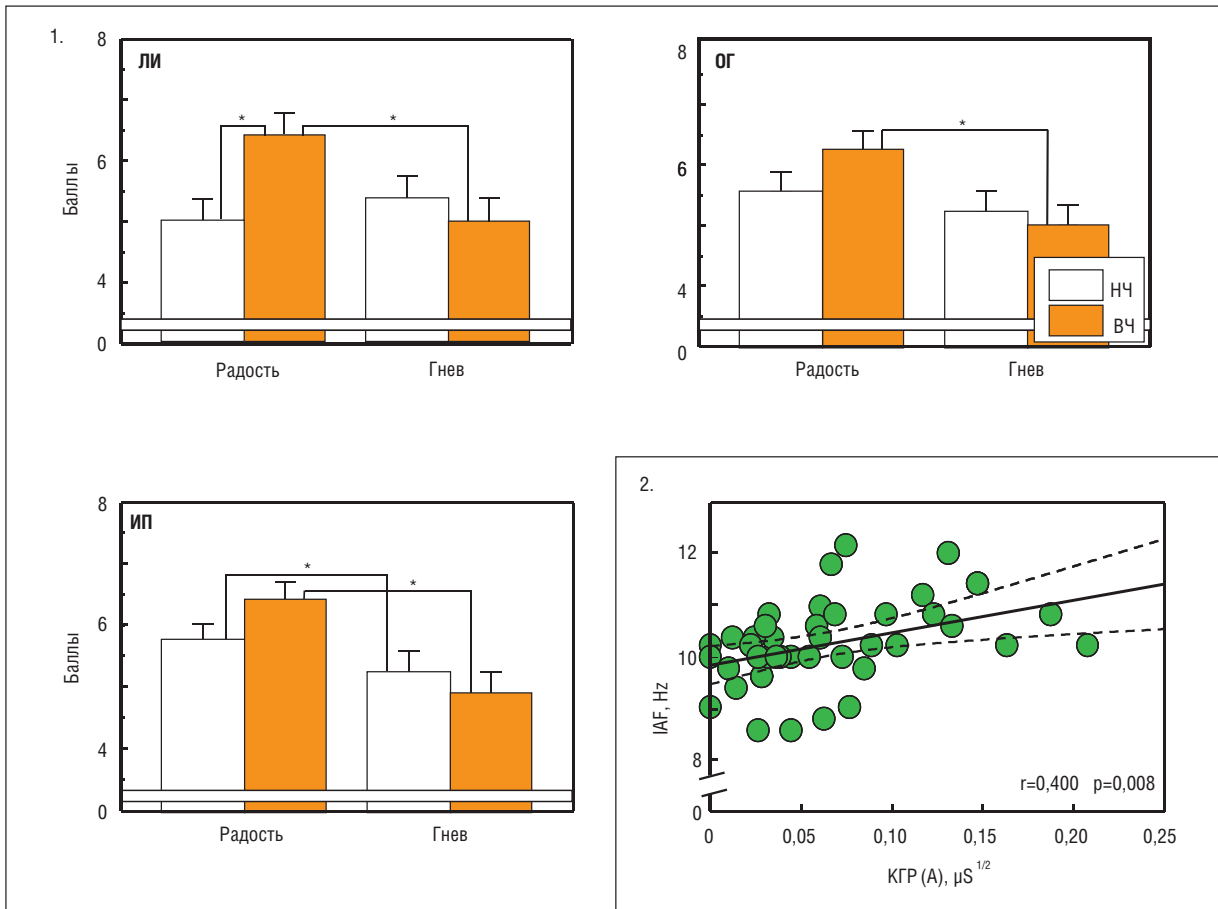 1.
ЛИ
Баллы
8
6
4
0
*
*
Радость
Гнев
ОГ
8
6
4
0
*
НЧ
ВЧ
Радость
Гнев
ИП
Баллы
8
6
4
0
*
*
Радость
Гнев
2.
IAF, Hz
12
10
8
0
r=0,400 p=0,008
0 0,05 0,10 0,15 0,20 0,25
КГР (А), µS 1/2